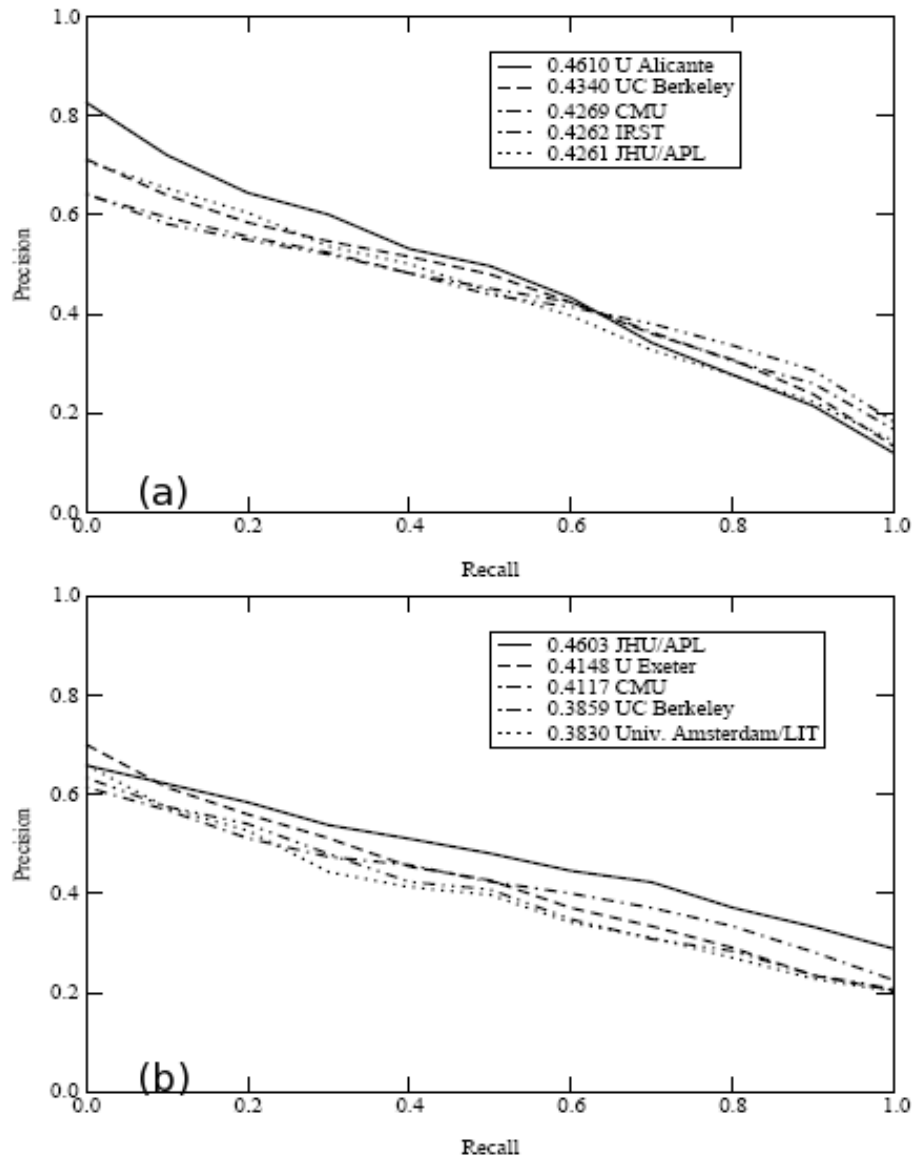 1.0
0.4610 U Alicante
0.4340 UC Berkeley
0.4269 CMU
0.4262 IRST
0.4261 JHU/APL
0.8
0.6
Precision
0.4
0.2
(a)
0.0
0.0 0.2 0.4 0.6 0.8 1.0
Recall
1.0
0.4603 JHU/APL
0.4148 U Exeter
0.4117 CMU
0.3859 UC Berkeley
0.3830 Univ. Amsterdam/LIT
0.8
0.6
Precision
0.4
0.2
(b)
0.0
0.0 0.2 0.4 0.6 0.8 1.0
Recall